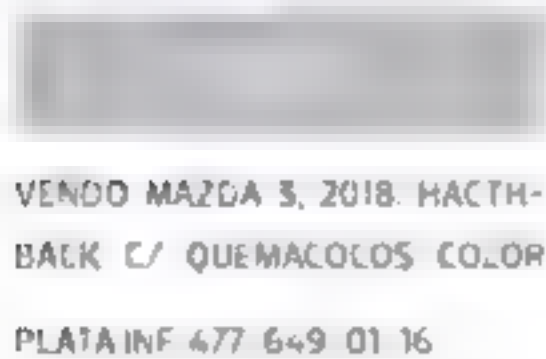 VENDO MAZDA 3, 2018. HACTH-
BACK C/ QUEMACOCOS COLOR
PLATA INF 477 649 01 16